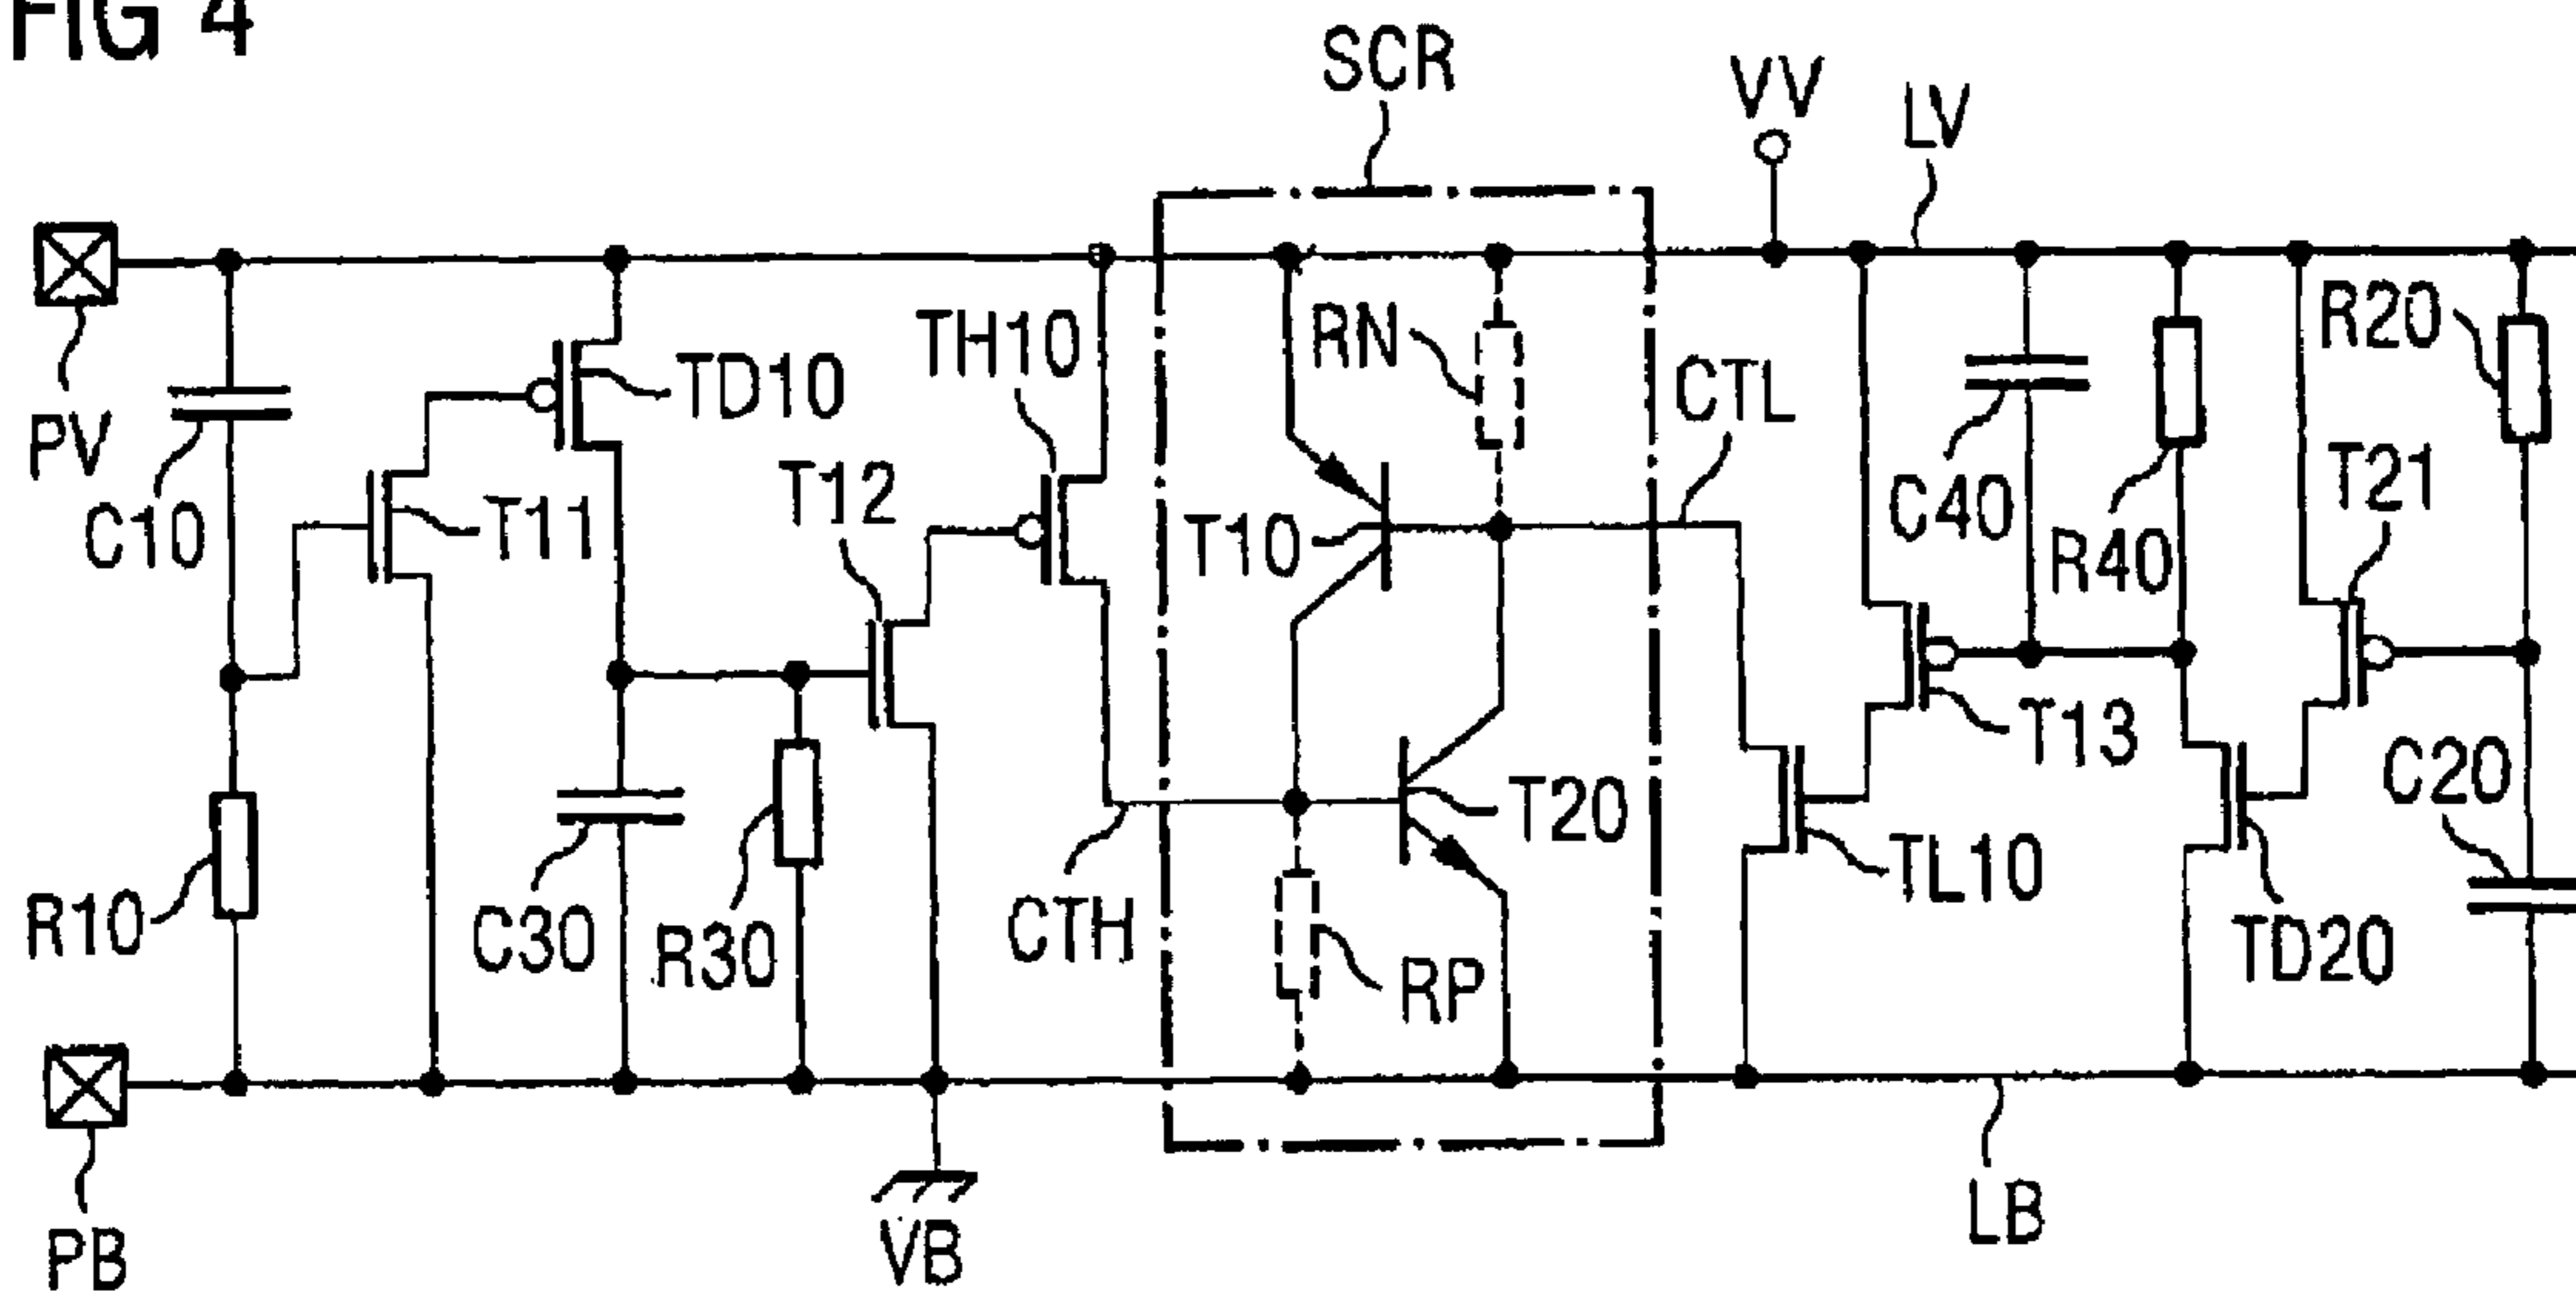 FIG 4
SCR
VV
LV
PV
C10
TD10
TH10
RN
CTL
R20
T11
T12
T10
C40
R40
T21
R10
C30
R30
CTH
RP
T20
T13
TL10
TD20
C20
PB
VB
LB